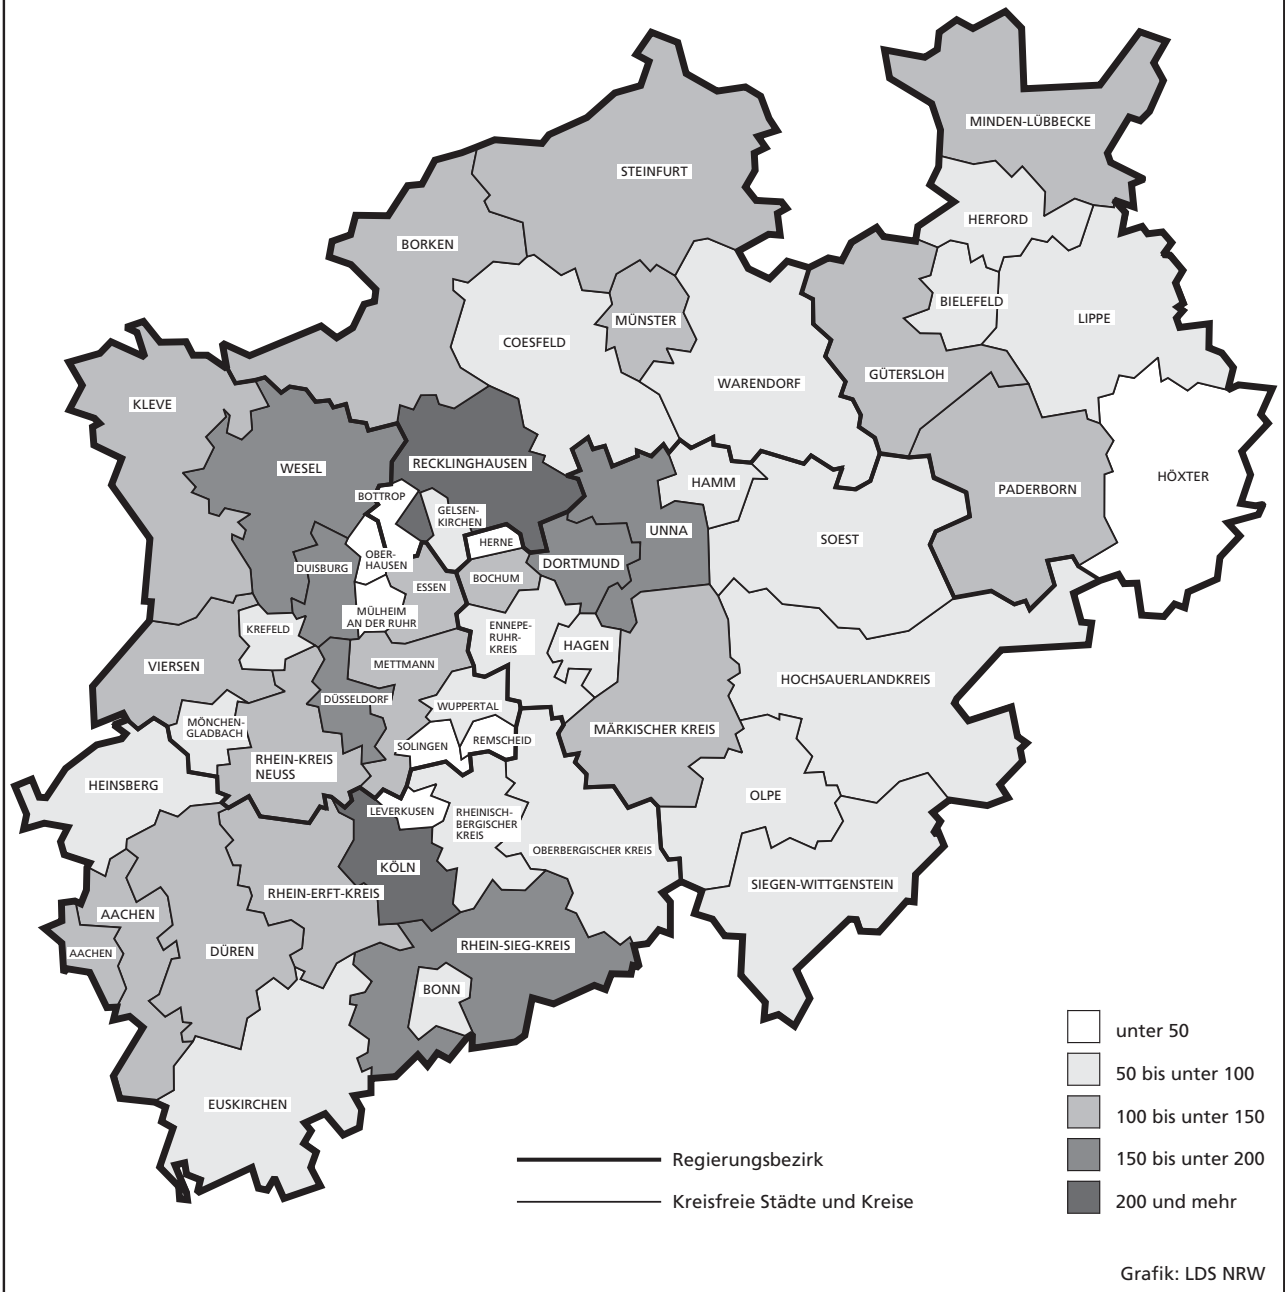 MINDEN-LÜBBECKE
STEINFURT
HERFORD
BORKEN
BIELEFELD
LIPPE
MÜNSTER
COESFELD
GÜTERSLOH
WARENDORF
KLEVE
RECKLINGHAUSEN
WESEL
HÖXTER
HAMM
PADERBORN
BOTTROP
GELSEN-
KIRCHEN
UNNA
SOEST
HERNE
OBER-
HAUSEN
DORTMUND
DUISBURG
BOCHUM
ESSEN
MÜLHEIM
AN DER RUHR
KREFELD
ENNEPE-
RUHR-
KREIS
HAGEN
VIERSEN
METTMANN
HOCHSAUERLANDKREIS
DÜSSELDORF
WUPPERTAL
MÖNCHEN-
GLADBACH
MÄRKISCHER KREIS
SOLINGEN
REMSCHEID
RHEIN-KREIS
NEUSS
HEINSBERG
OLPE
LEVERKUSEN
RHEINISCH-
BERGISCHER
KREIS
OBERBERGISCHER KREIS
KÖLN
SIEGEN-WITTGENSTEIN
RHEIN-ERFT-KREIS
AACHEN
RHEIN-SIEG-KREIS
AACHEN
DÜREN
BONN
EUSKIRCHEN
unter 50
50 bis unter 100
100 bis unter 150
150 bis unter 200
200 und mehr
Regierungsbezirk
Kreisfreie Städte und Kreise
Grafik: LDS NRW